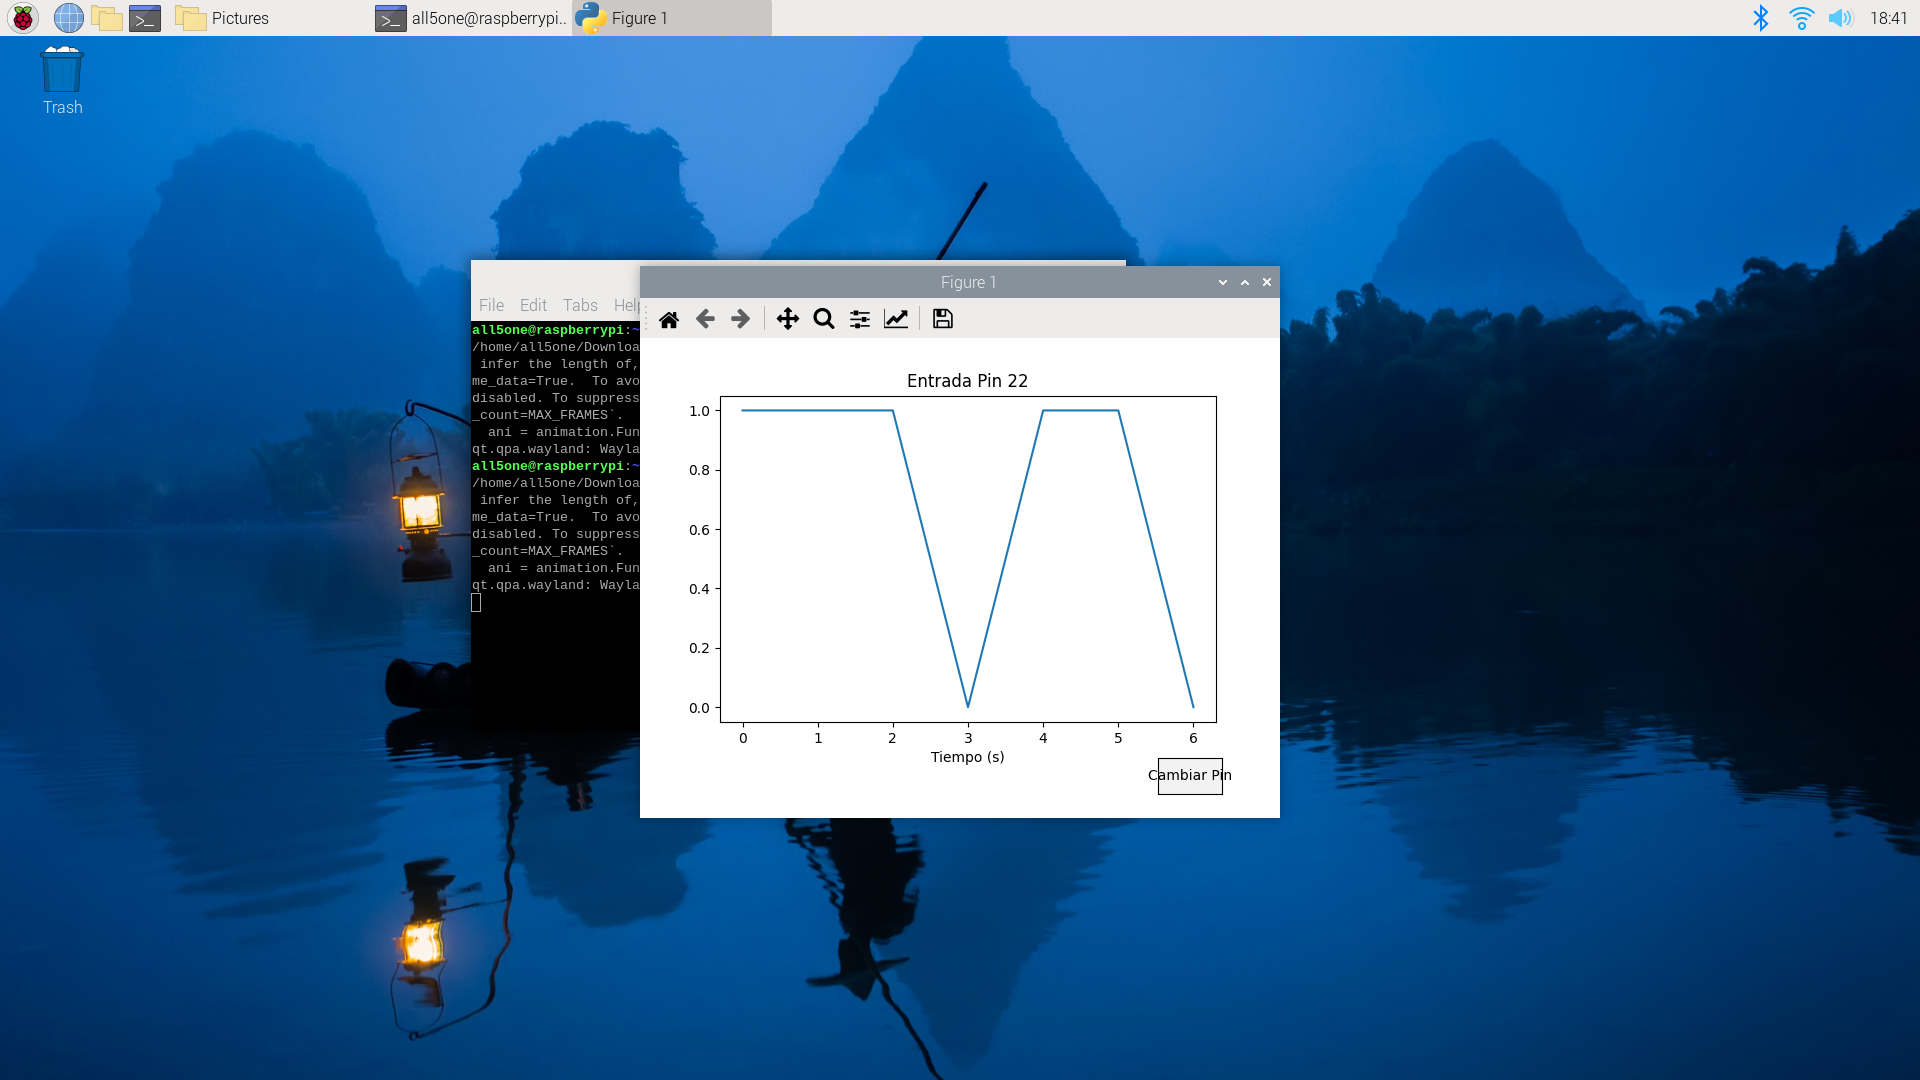 Pictures
all5one@raspberrypi..
Figure 1
18:41
Trash
Figure 1
File Edit Tabs Help
all5one@raspberrypi:~
/home/all5one/Downloa
infer the length of,
me_data=True.  To avo
disabled. To suppress
_count=MAX_FRAMES`.
ani = animation.Fun
qt.qpa.wayland: Wayla
all5one@raspberrypi:~
/home/all5one/Downloa
infer the length of,
me_data=True.  To avo
disabled. To suppress
_count=MAX_FRAMES`.
ani = animation.Fun
qt.qpa.wayland: Wayla
Entrada Pin 22
1.0
0.8
0.6
0.4
0.2
0.0
0 1 2 3 4 5 6
Tiempo (s)
Cambiar Pin